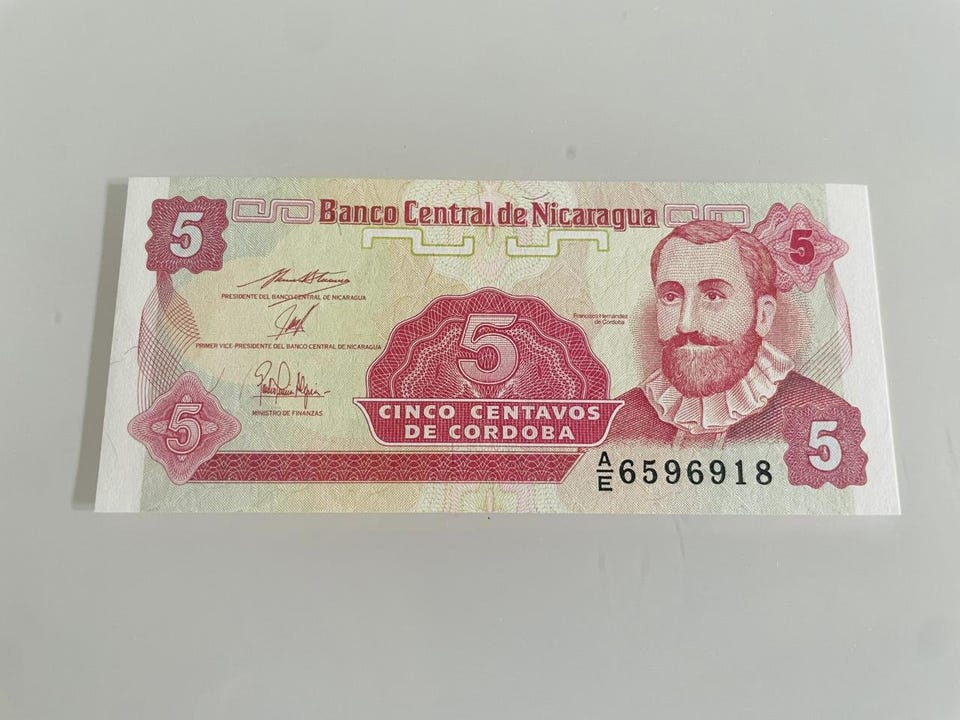 5
Banco Central de Nicaragua
5
PRESIDENTE DEL BANCO CENTRAL DE NICARAGUA
Francisco Hernández
de Córdoba
PRIMER VICE-PRESIDENTE DEL BANCO CENTRAL DE NICARAGUA
5
MINISTRO DE FINANZAS
5
CINCO CENTAVOS
DE CORDOBA
A/E 6596918
5